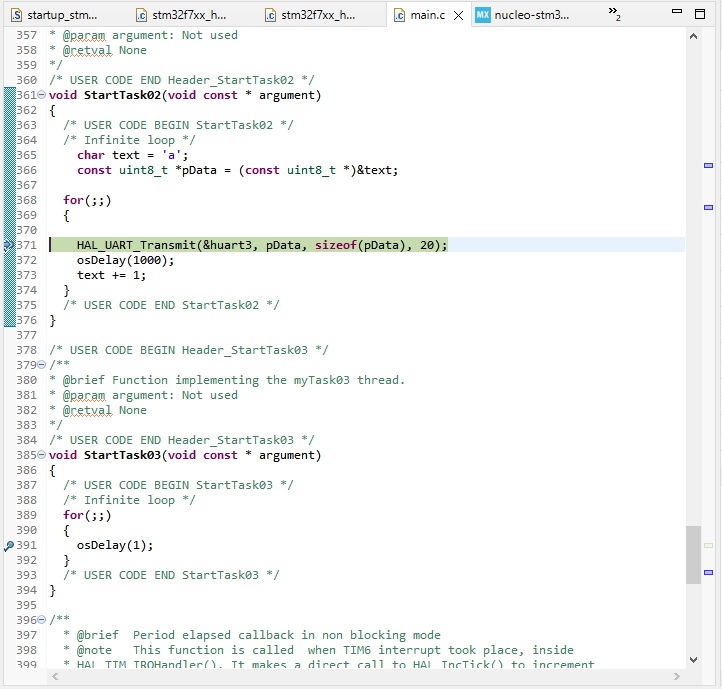 startup_stm...
stm32f7xx_h...
stm32f7xx_h...
main.c
MX nucleo-stm3...
»2
357 * @param argument: Not used
358 * @retval None
359 */
360 /* USER CODE END Header_StartTask02 */
361 void StartTask02(void const * argument)
362 {
363   /* USER CODE BEGIN StartTask02 */
364   /* Infinite loop */
365     char text = 'a';
366     const uint8_t *pData = (const uint8_t *)&text;
367
368   for(;;)
369   {
370
371     HAL_UART_Transmit(&huart3, pData, sizeof(pData), 20);
372     osDelay(1000);
373     text += 1;
374   }
375   /* USER CODE END StartTask02 */
376 }
377
378 /* USER CODE BEGIN Header_StartTask03 */
379 /**
380 * @brief Function implementing the myTask03 thread.
381 * @param argument: Not used
382 * @retval None
383 */
384 /* USER CODE END Header_StartTask03 */
385 void StartTask03(void const * argument)
386 {
387   /* USER CODE BEGIN StartTask03 */
388   /* Infinite loop */
389   for(;;)
390   {
391     osDelay(1);
392   }
393   /* USER CODE END StartTask03 */
394 }
395
396 /**
397   * @brief  Period elapsed callback in non blocking mode
398   * @note   This function is called  when TIM6 interrupt took place, inside
399   * HAL_TIM_IRQHandler(). It makes a direct call to HAL_IncTick() to increment